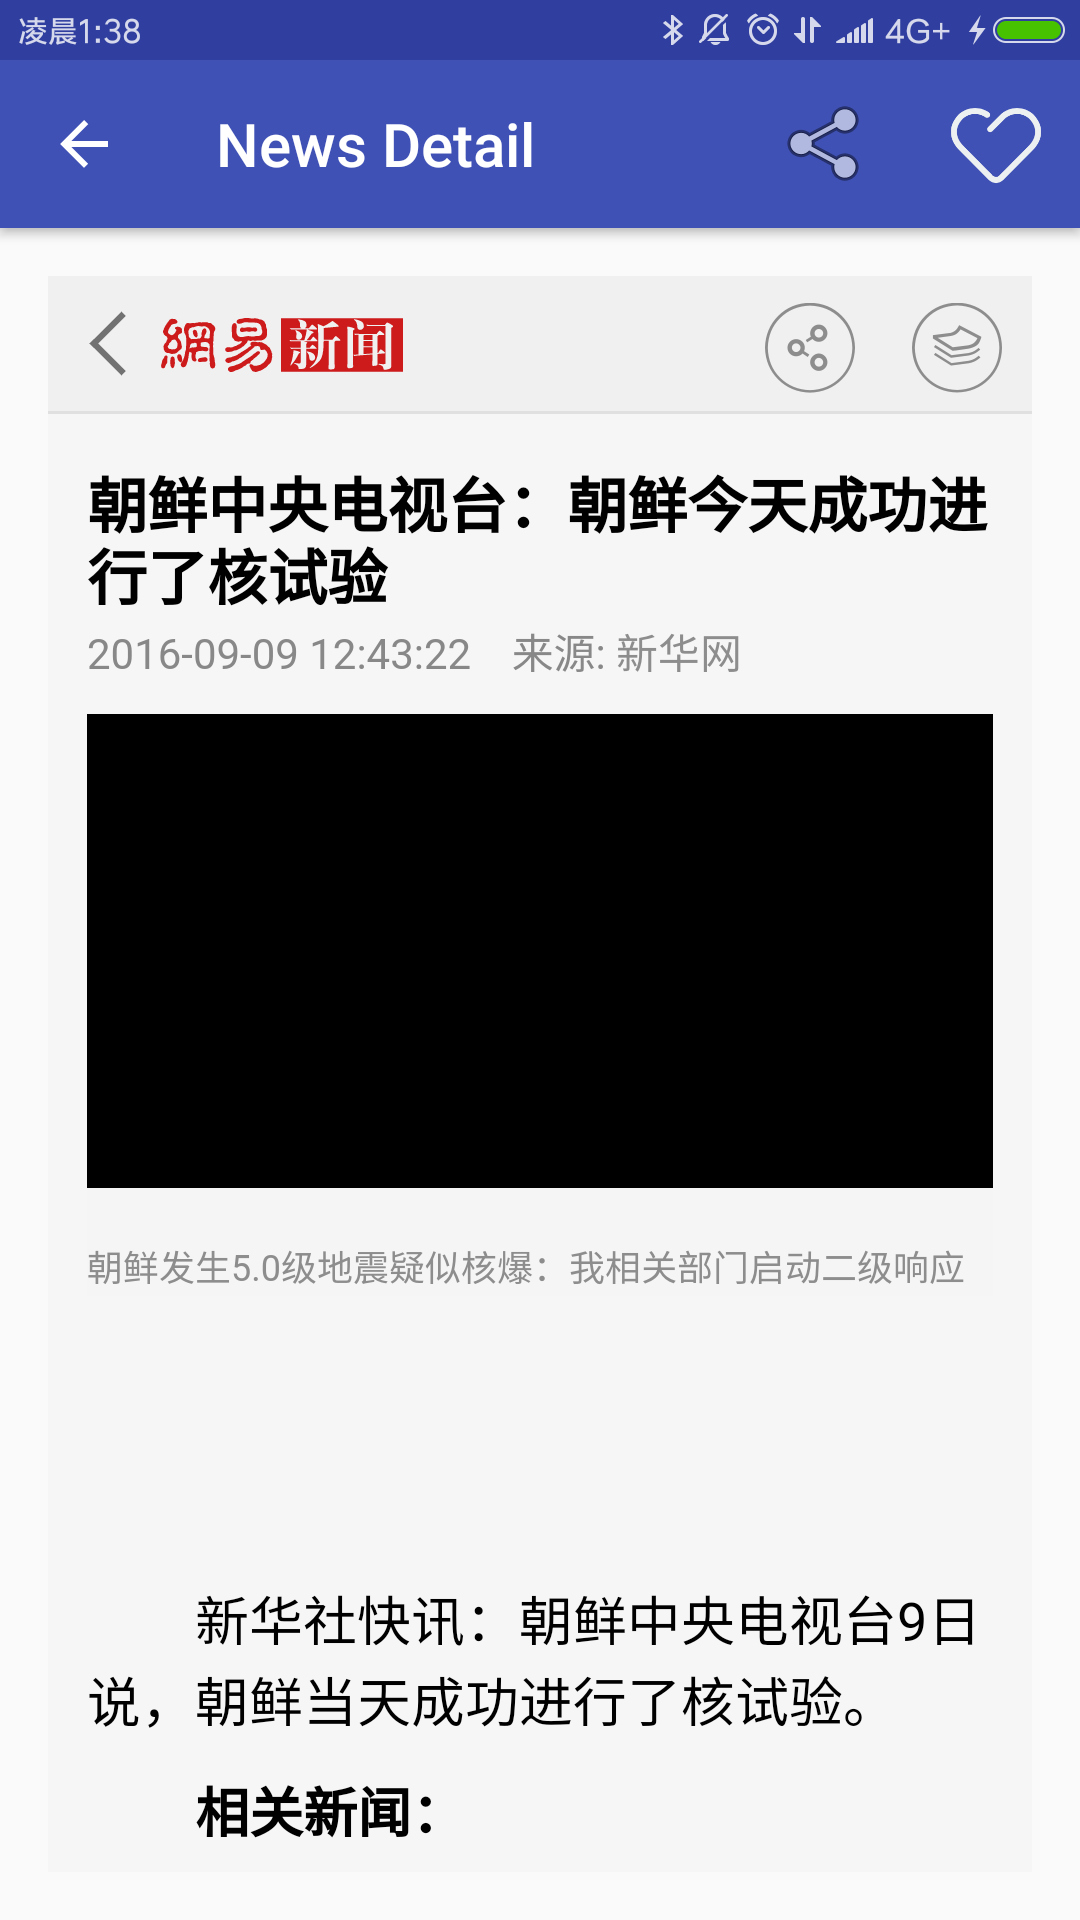 凌晨1:38 4G+
News Detail
網易新闻
朝鲜中央电视台：朝鲜今天成功进
行了核试验
2016-09-09 12:43:22 来源: 新华网
朝鲜发生5.0级地震疑似核爆：我相关部门启动二级响应
新华社快讯：朝鲜中央电视台9日
说，朝鲜当天成功进行了核试验。
相关新闻：